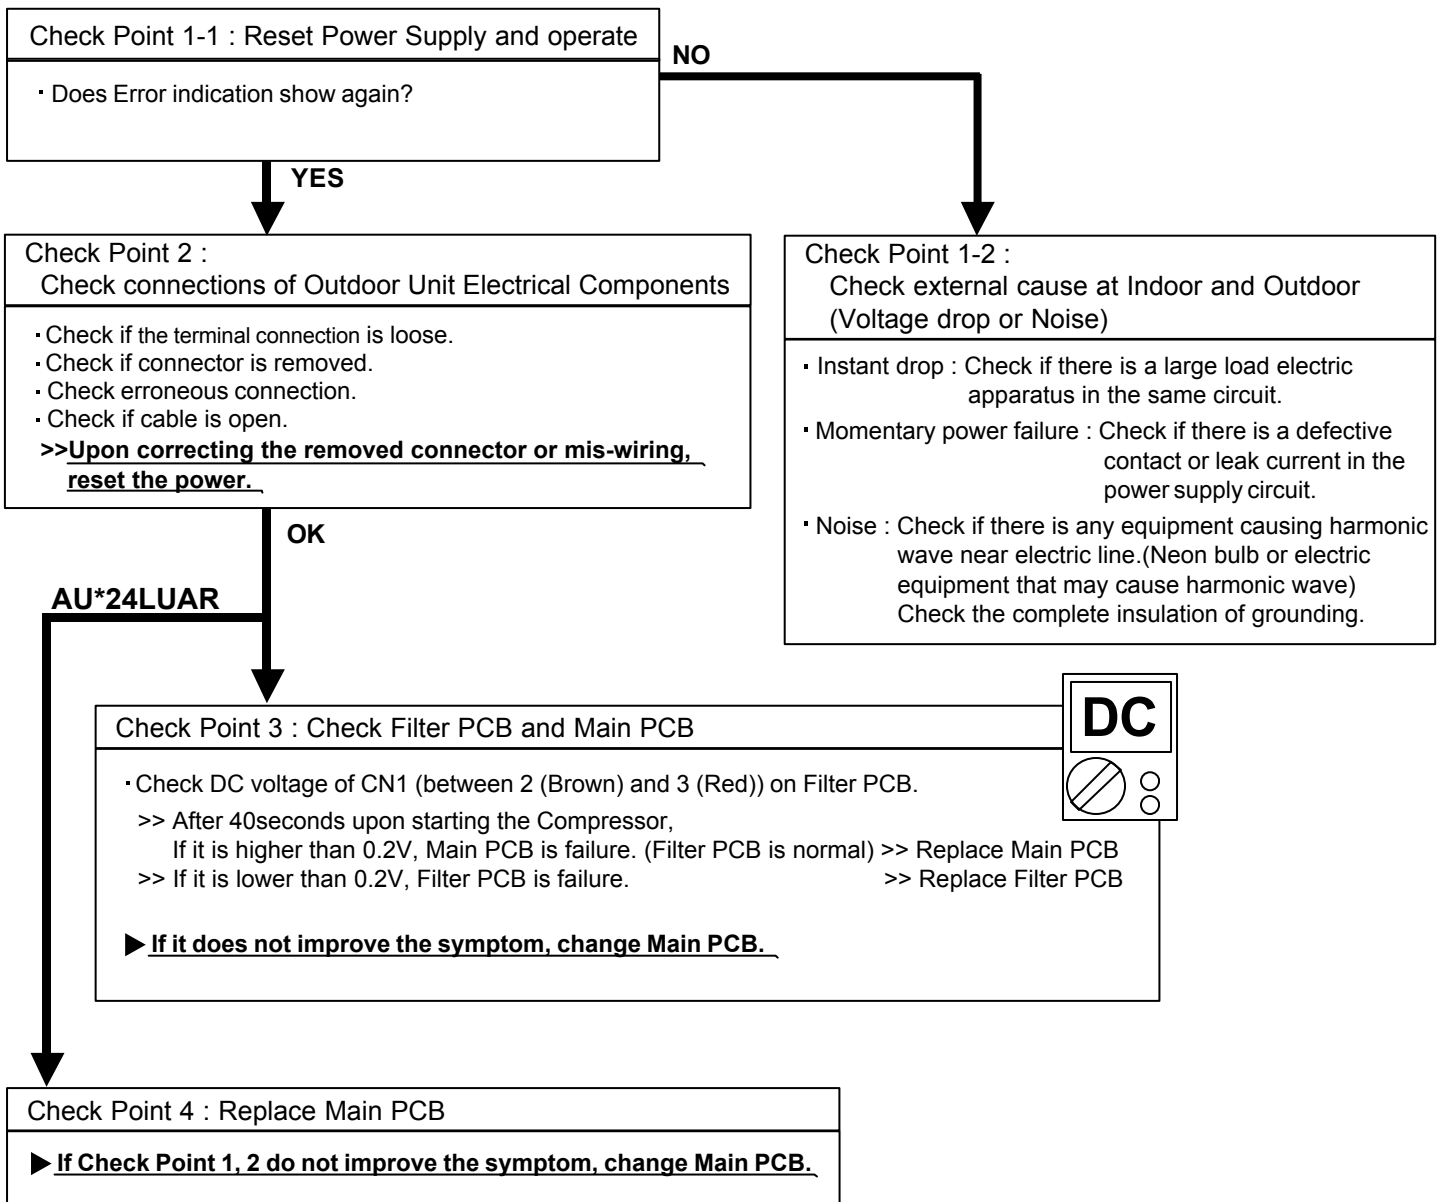 Check Point 1-1 : Reset Power Supply and operate
· Does Error indication show again?
NO
YES
Check Point 2 :
Check connections of Outdoor Unit Electrical Components
· Check if the terminal connection is loose.
· Check if connector is removed.
· Check erroneous connection.
· Check if cable is open.
>>Upon correcting the removed connector or mis-wiring,
reset the power.
Check Point 1-2 :
Check external cause at Indoor and Outdoor
(Voltage drop or Noise)
· Instant drop : Check if there is a large load electric
apparatus in the same circuit.
· Momentary power failure : Check if there is a defective
contact or leak current in the
power supply circuit.
· Noise : Check if there is any equipment causing harmonic
wave near electric line.(Neon bulb or electric
equipment that may cause harmonic wave)
Check the complete insulation of grounding.
OK
AU*24LUAR
Check Point 3 : Check Filter PCB and Main PCB
DC
· Check DC voltage of CN1 (between 2 (Brown) and 3 (Red)) on Filter PCB.
>> After 40seconds upon starting the Compressor,
If it is higher than 0.2V, Main PCB is failure. (Filter PCB is normal) >> Replace Main PCB
>> If it is lower than 0.2V, Filter PCB is failure. >> Replace Filter PCB
▶ If it does not improve the symptom, change Main PCB.
Check Point 4 : Replace Main PCB
▶ If Check Point 1, 2 do not improve the symptom, change Main PCB.